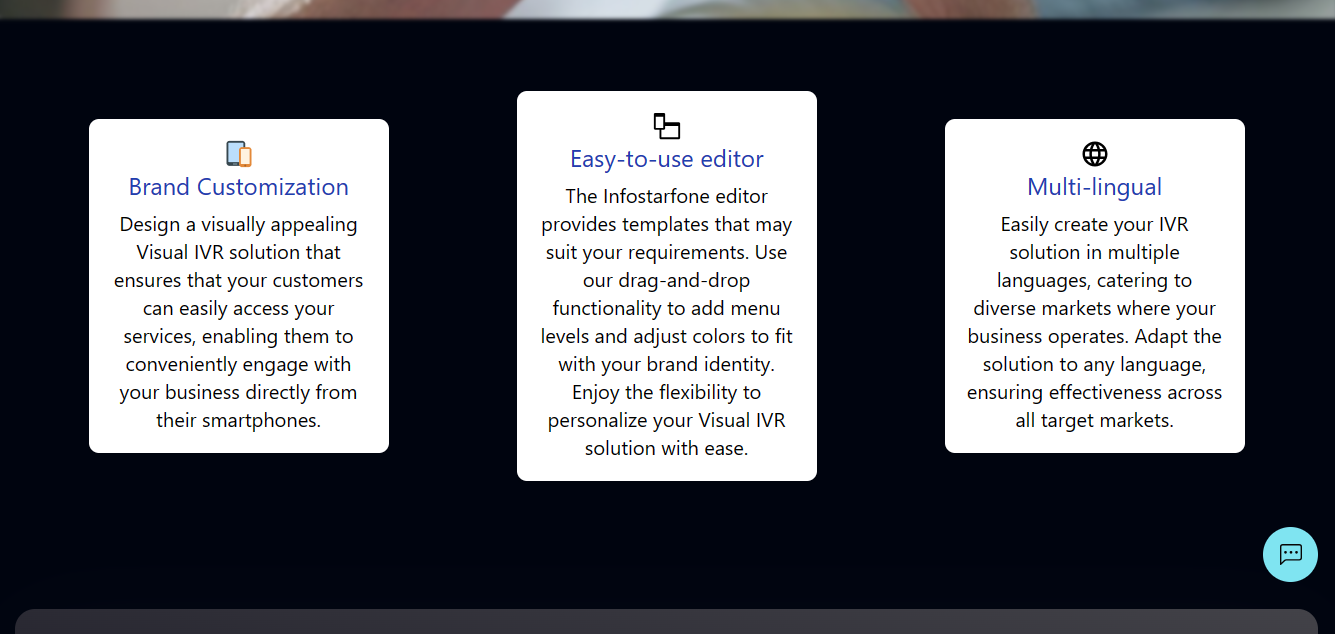 Brand Customization
Design a visually appealing
Visual IVR solution that
ensures that your customers
can easily access your
services, enabling them to
conveniently engage with
your business directly from
their smartphones.
Easy-to-use editor
The Infostarfone editor
provides templates that may
suit your requirements. Use
our drag-and-drop
functionality to add menu
levels and adjust colors to fit
with your brand identity.
Enjoy the flexibility to
personalize your Visual IVR
solution with ease.
Multi-lingual
Easily create your IVR
solution in multiple
languages, catering to
diverse markets where your
business operates. Adapt the
solution to any language,
ensuring effectiveness across
all target markets.